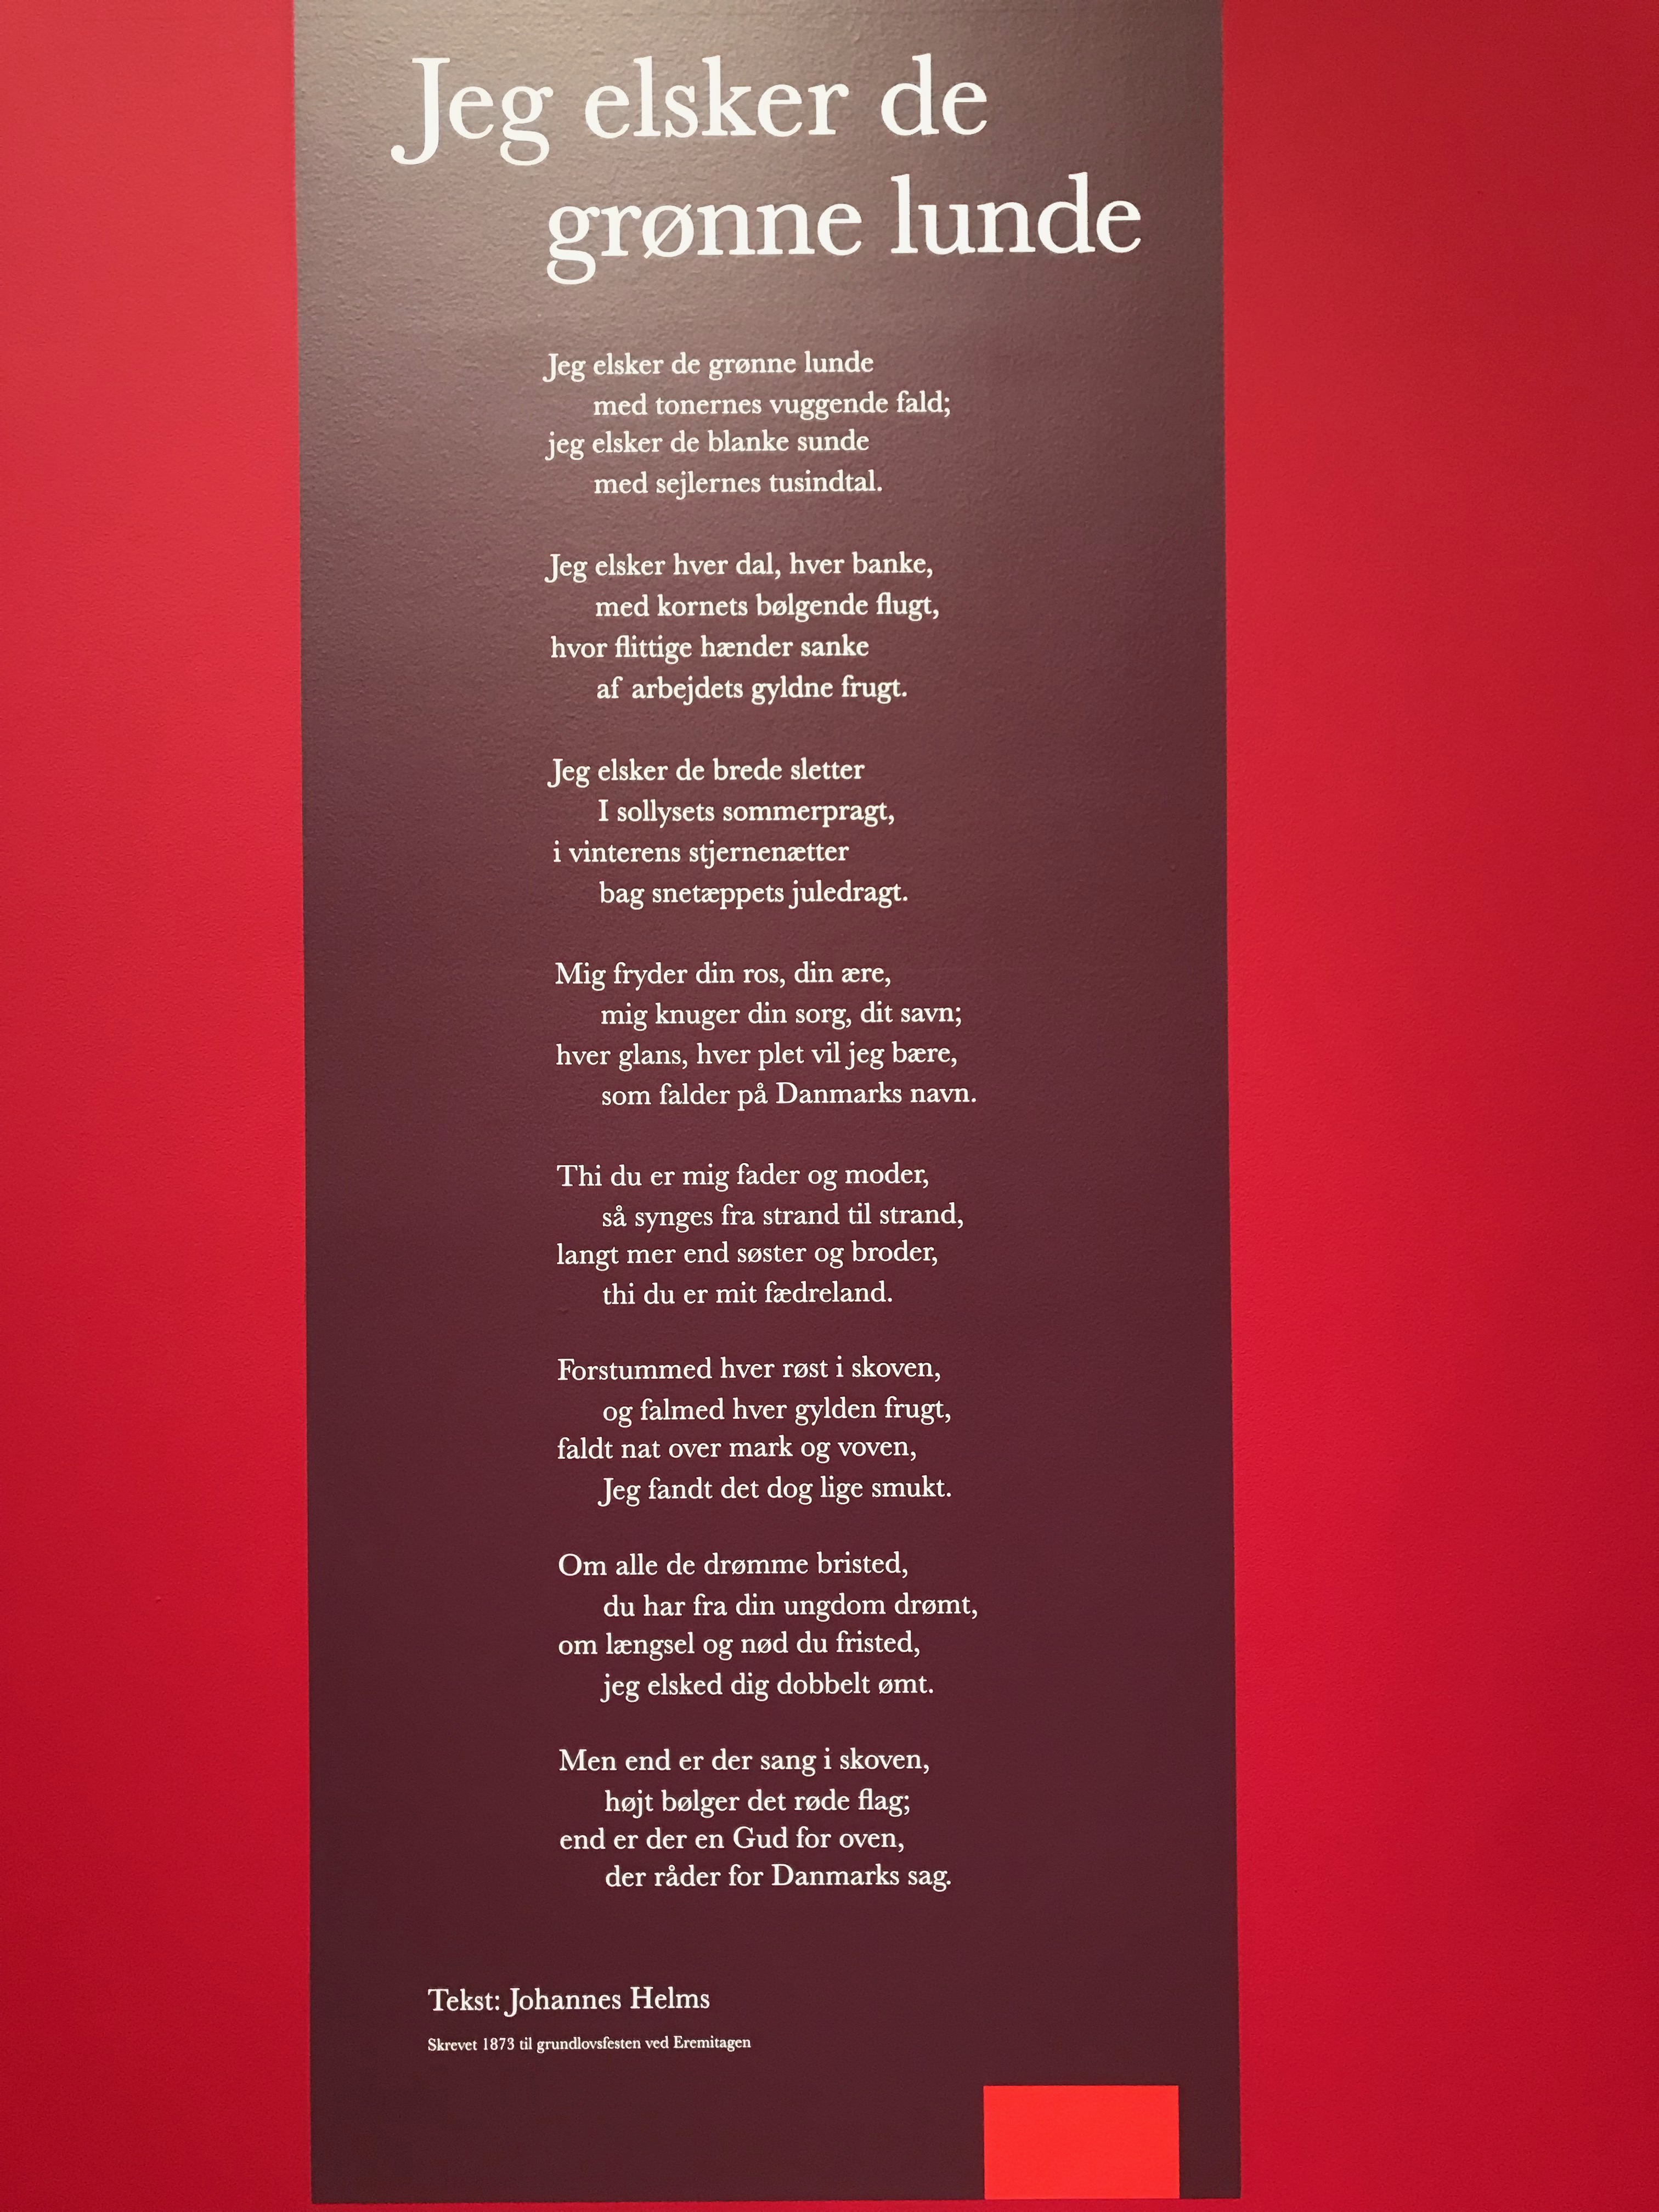 Jeg elsker de
grønne lunde
Jeg elsker de grønne lunde
med tonernes vuggende fald;
jeg elsker de blanke sunde
med sejlernes tusindtal.
Jeg elsker hver dal, hver banke,
med kornets bølgende flugt,
hvor flittige hænder sanke
af arbejdets gyldne frugt.
Jeg elsker de brede sletter
I sollysets sommerpragt,
i vinterens stjernenætter
bag snetæppets juledragt.
Mig fryder din ros, din ære,
mig knuger din sorg, dit savn;
hver glans, hver plet vil jeg bære,
som falder på Danmarks navn.
Thi du er mig fader og moder,
så synges fra strand til strand,
langt mer end søster og broder,
thi du er mit fædreland.
Forstummed hver røst i skoven,
og falmed hver gylden frugt,
faldt nat over mark og voven,
Jeg fandt det dog lige smukt.
Om alle de drømme bristed,
du har fra din ungdom drømt,
om længsel og nød du fristed,
jeg elsked dig dobbelt ømt.
Men end er der sang i skoven,
højt bølger det røde flag;
end er der en Gud for oven,
der råder for Danmarks sag.
Tekst: Johannes Helms
Skrevet 1873 til grundlovsfesten ved Eremitagen